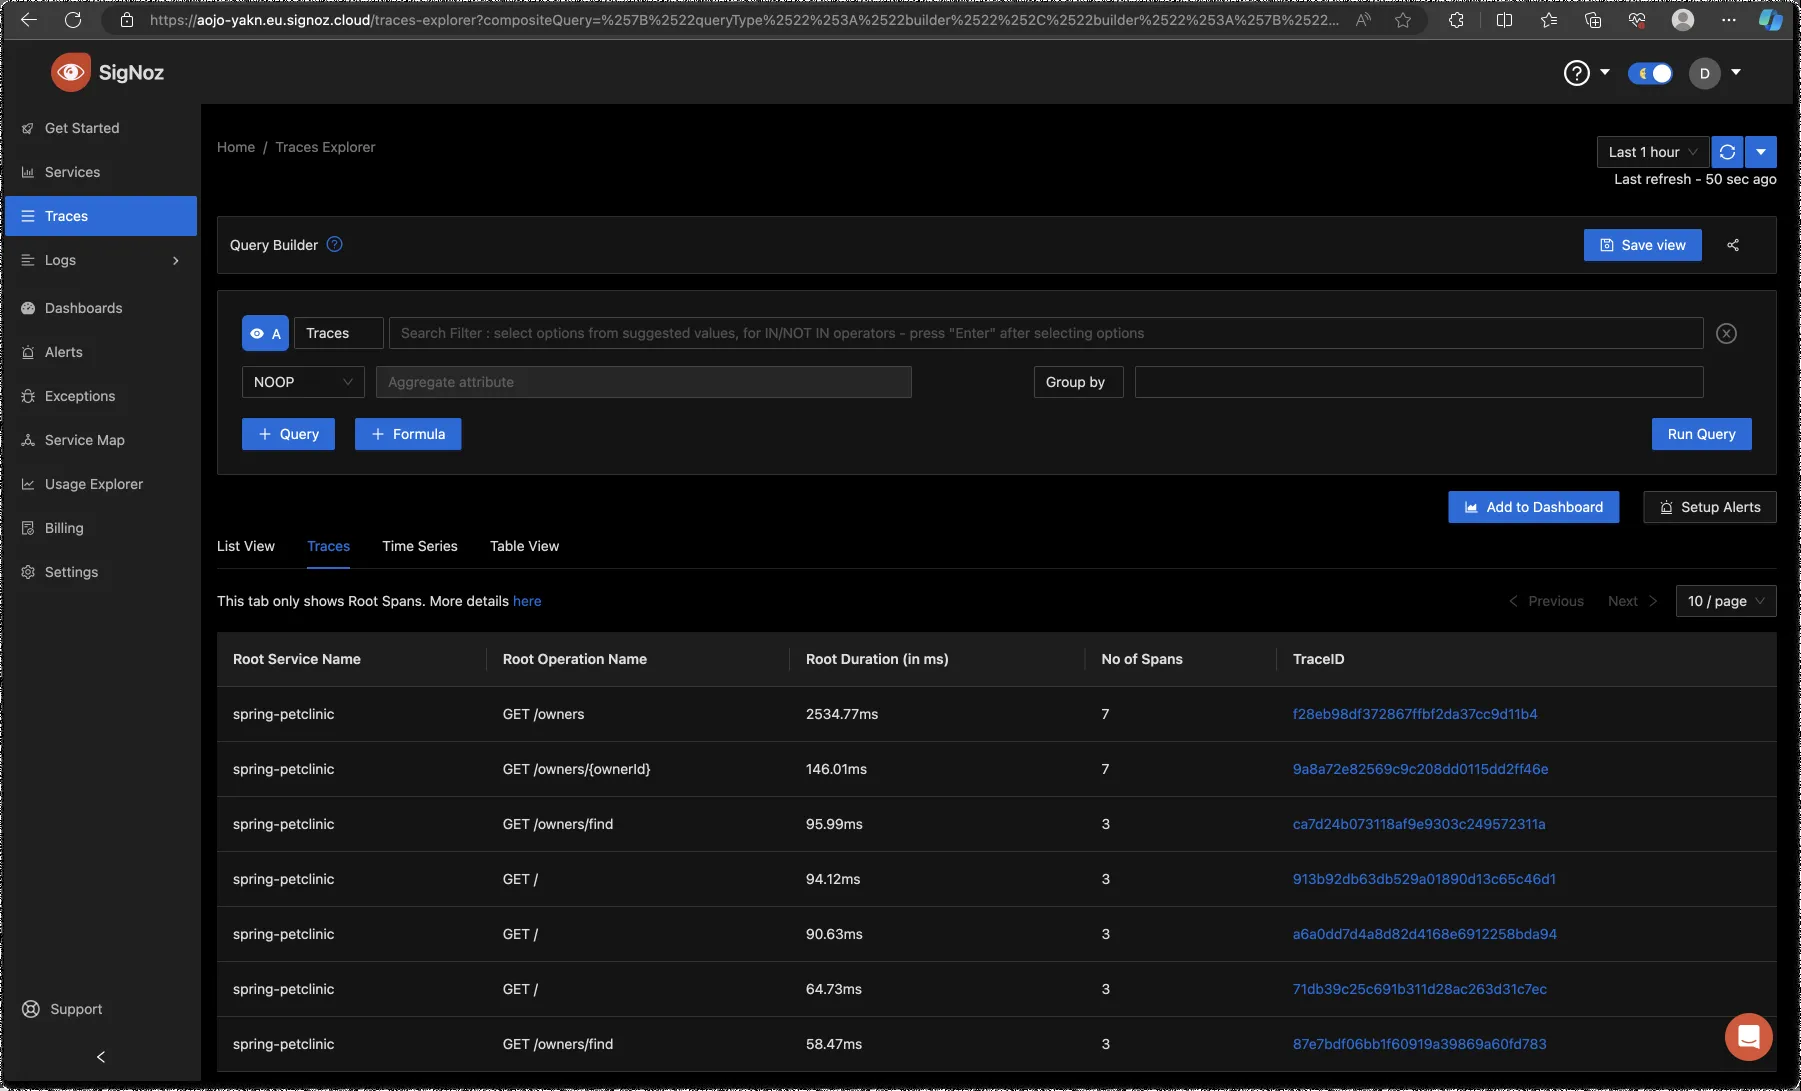 https://aojo-yakn.eu.signoz.cloud/traces-explorer?compositeQuery=%257B%2522queryType%2522%253A%2522builder%2522%252C%2522builder%2522%253A%257B%2522...
SigNoz
D
Get Started
Services
Traces
Logs
Dashboards
Alerts
Exceptions
Service Map
Usage Explorer
Billing
Settings
Support
Home / Traces Explorer
Last 1 hour
Last refresh - 50 sec ago
Query Builder
Save view
A
Traces
Search Filter : select options from suggested values, for IN/NOT IN operators - press "Enter" after selecting options
NOOP
Aggregate attribute
Group by
+ Query
+ Formula
Run Query
Add to Dashboard
Setup Alerts
List View Traces Time Series Table View
This tab only shows Root Spans. More details here
< Previous Next > 10 / page
Root Service Name Root Operation Name Root Duration (in ms) No of Spans TraceID
spring-petclinic GET /owners 2534.77ms 7 f28eb98df372867ffbf2da37cc9d11b4
spring-petclinic GET /owners/{ownerId} 146.01ms 7 9a8a72e82569c9c208dd0115dd2ff46e
spring-petclinic GET /owners/find 95.99ms 3 ca7d24b073118af9e9303c249572311a
spring-petclinic GET / 94.12ms 3 913b92db63db529a01890d13c65c46d1
spring-petclinic GET / 90.63ms 3 a6a0dd7d4a8d82d4168e6912258bda94
spring-petclinic GET / 64.73ms 3 71db39c25c691b311d28ac263d31c7ec
spring-petclinic GET /owners/find 58.47ms 3 87e7bdf06bb1f60919a39869a60fd783